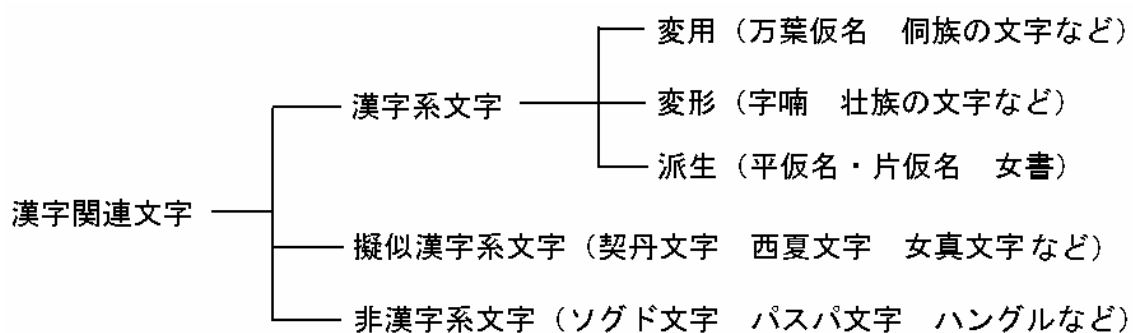 変用（万葉仮名　侗族の文字など）
漢字系文字
変形（字喃　壮族の文字など）
派生（平仮名・片仮名　女書）
漢字関連文字
擬似漢字系文字（契丹文字　西夏文字　女真文字など）
非漢字系文字（ソグド文字　パスパ文字　ハングルなど）